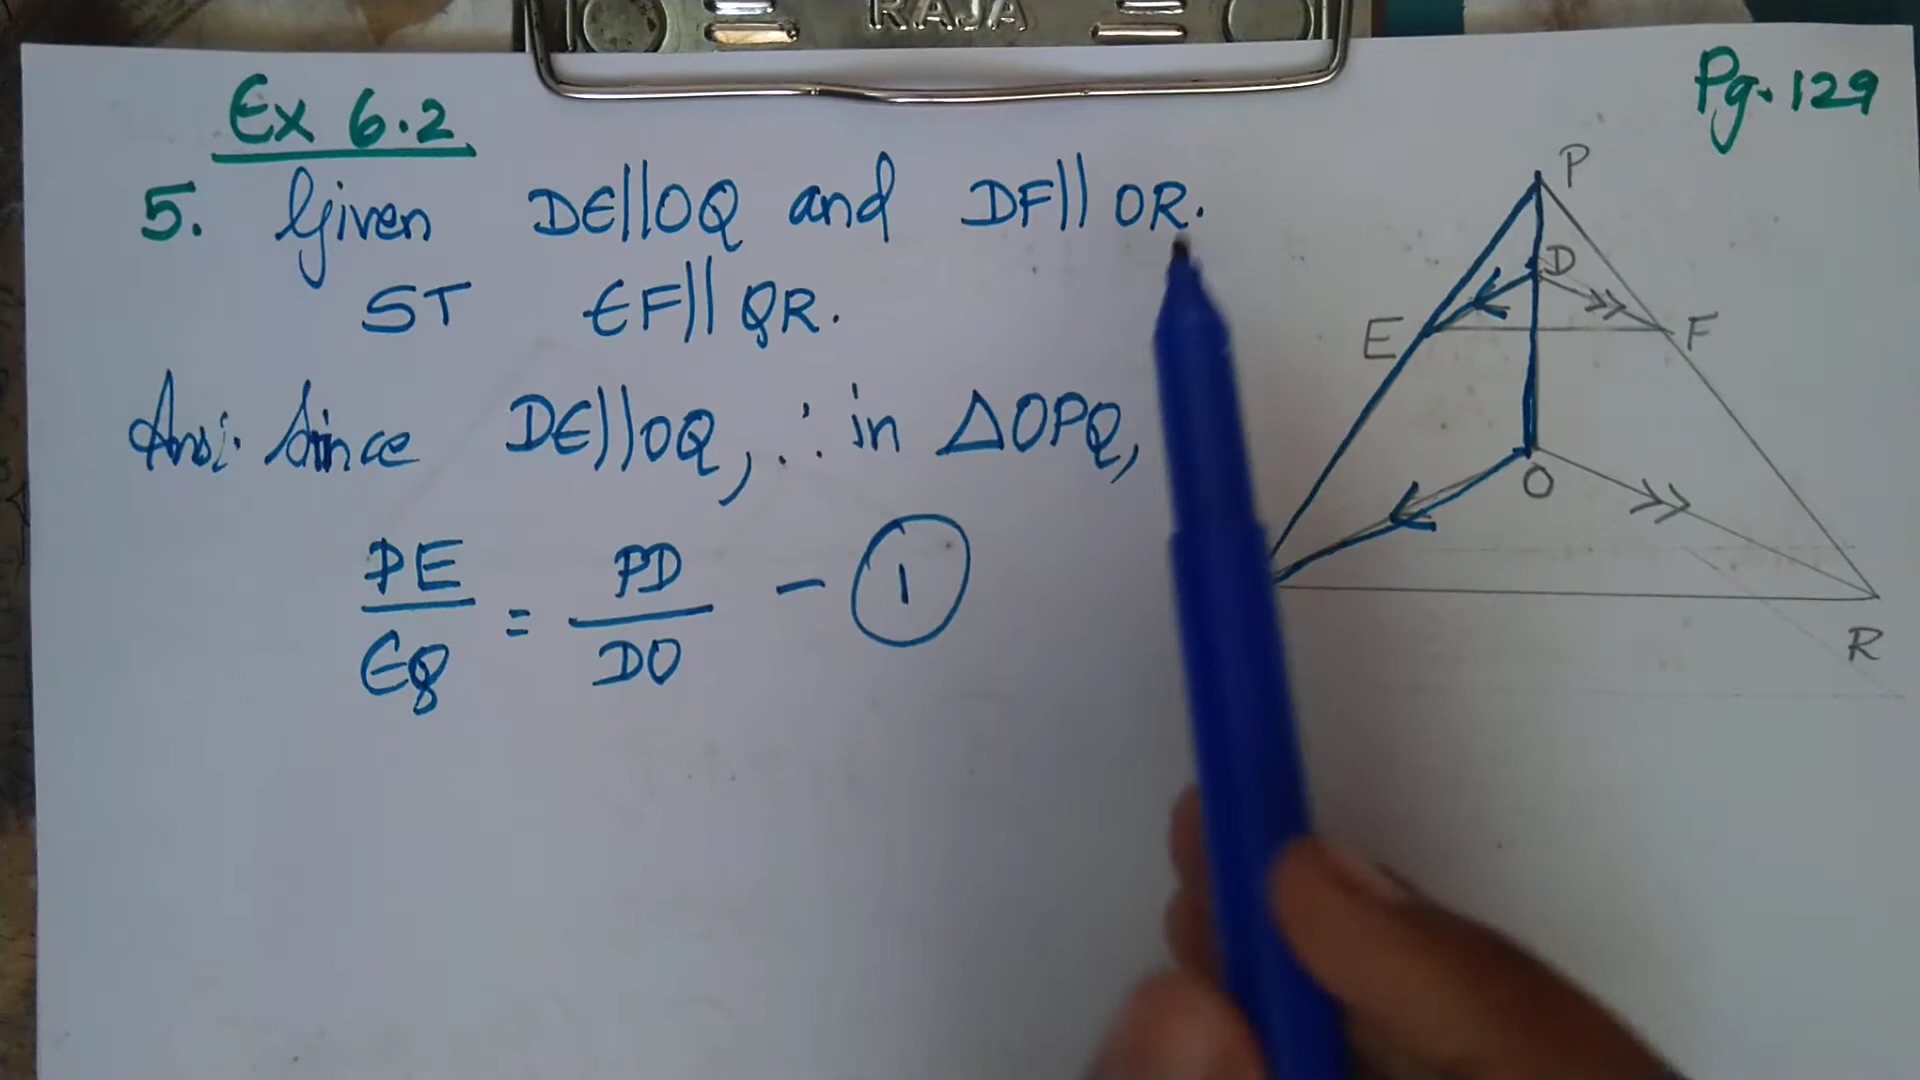 RAJA
Ex 6.2
Pg. 129
5. Given DE||OQ and DF|| OR.
ST EF|| QR.
Ans:. Since DE||OQ, ∴ in △OPQ,
PE/EQ = PD/DO - ①
P
D
E
F
O
R